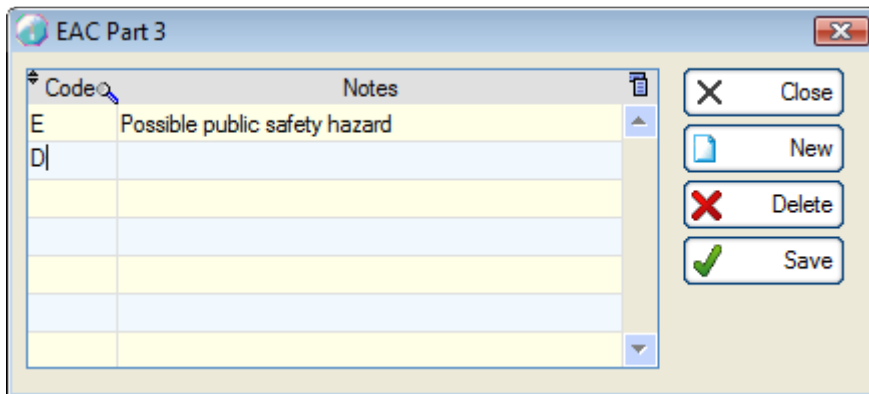 EAC Part 3
Code Notes
E Possible public safety hazard
D
Close
New
Delete
Save